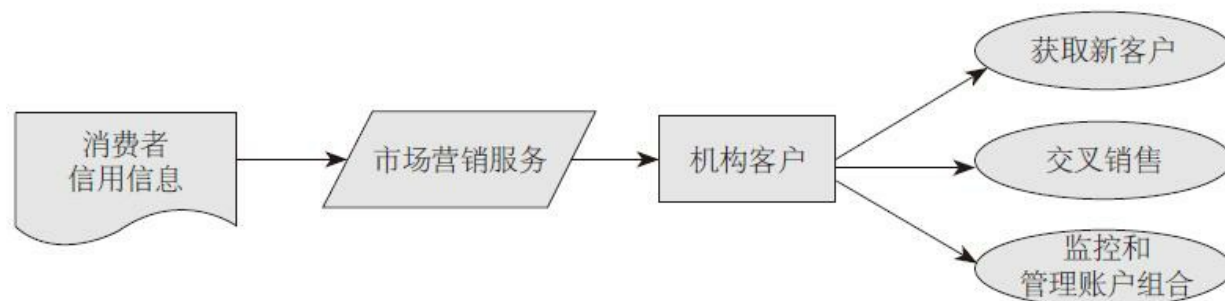 消费者
信用信息
市场营销服务
机构客户
获取新客户
交叉销售
监控和
管理账户组合